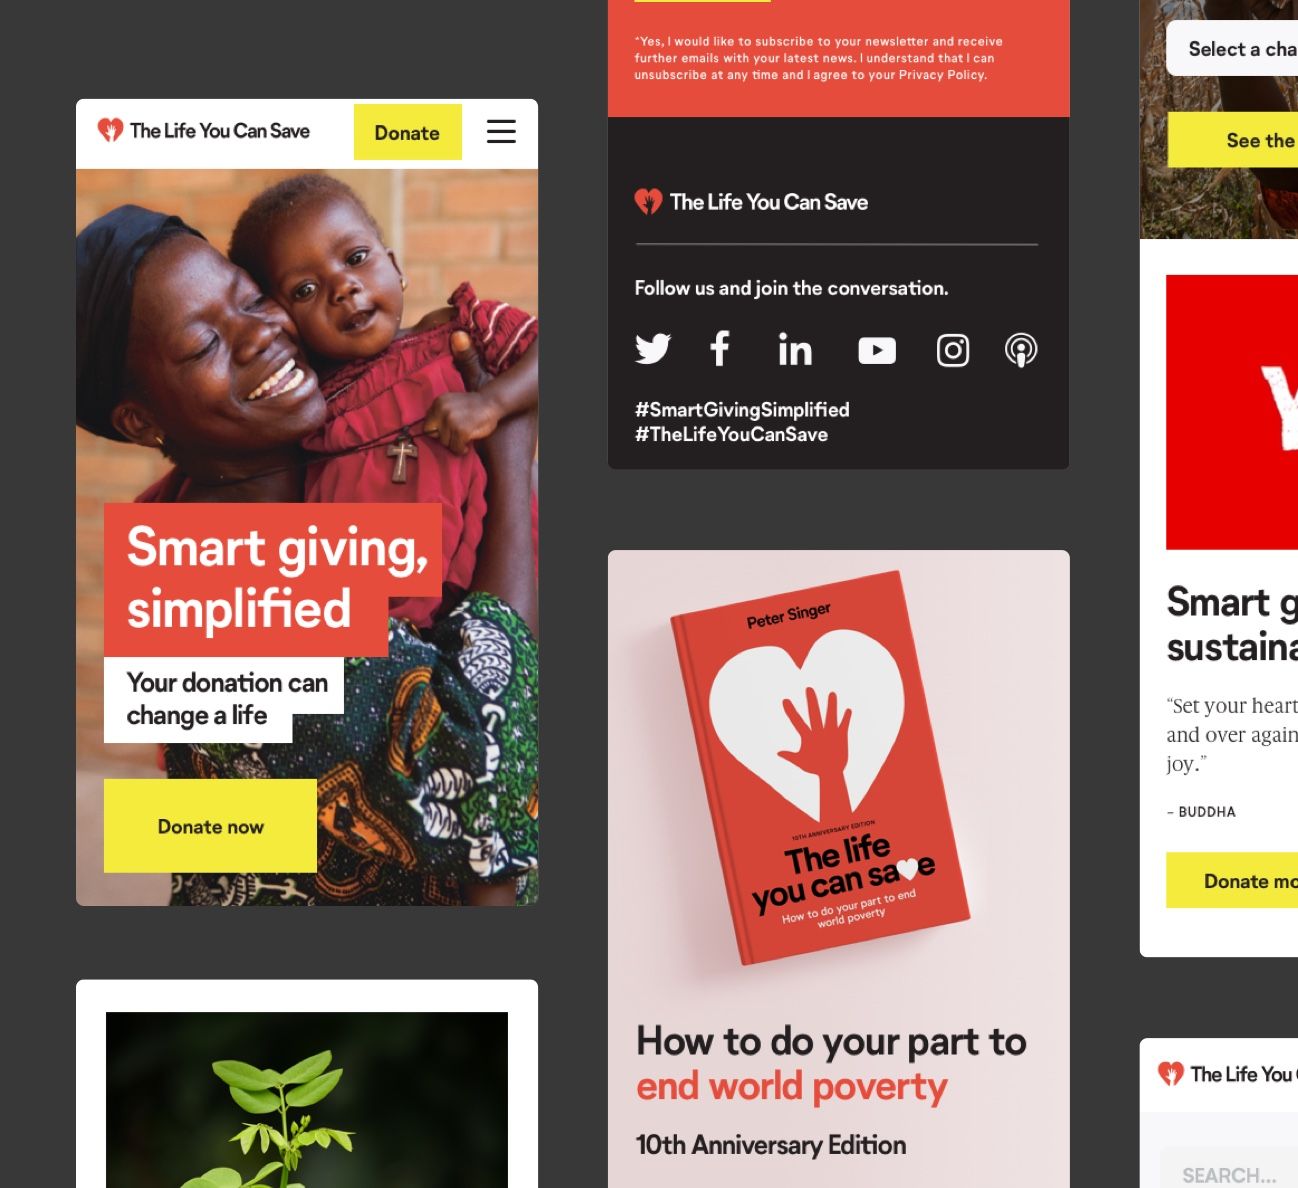 The Life You Can Save
Donate
Smart giving,
simplified
Your donation can
change a life
Donate now
*Yes, I would like to subscribe to your newsletter and receive
further emails with your latest news. I understand that I can
unsubscribe at any time and I agree to your Privacy Policy.
The Life You Can Save
Follow us and join the conversation.
#SmartGivingSimplified
#TheLifeYouCanSave
Peter Singer
10TH ANNIVERSARY EDITION
The life
you can save
How to do your part to end
world poverty
How to do your part to
end world poverty
10th Anniversary Edition
Select a cha
See the
Y
Smart g
sustaina
“Set your heart
and over again
joy.”
– BUDDHA
Donate mo
The Life You
SEARCH...